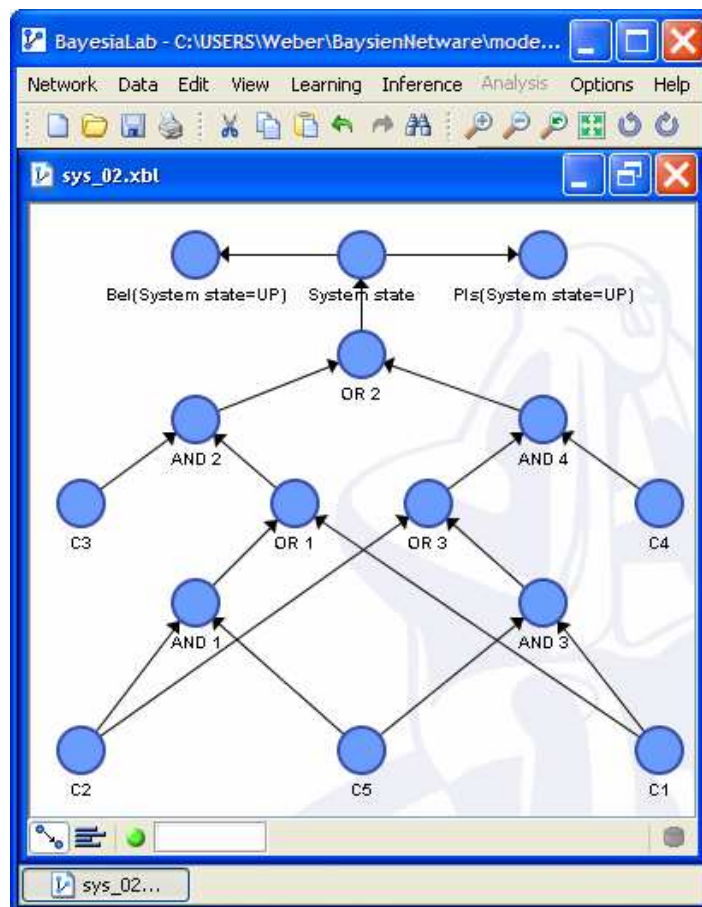 BayesiaLab - C:\USERS\Weber\BaysienNetware\mode...
Network Data Edit View Learning Inference Analysis Options Help
sys_02.xbl
Bel(System state=UP) System state Pls(System state=UP)
OR 2
AND 2 AND 4
C3 OR 1 OR 3 C4
AND 1 AND 3
C2 C5 C1
sys_02...